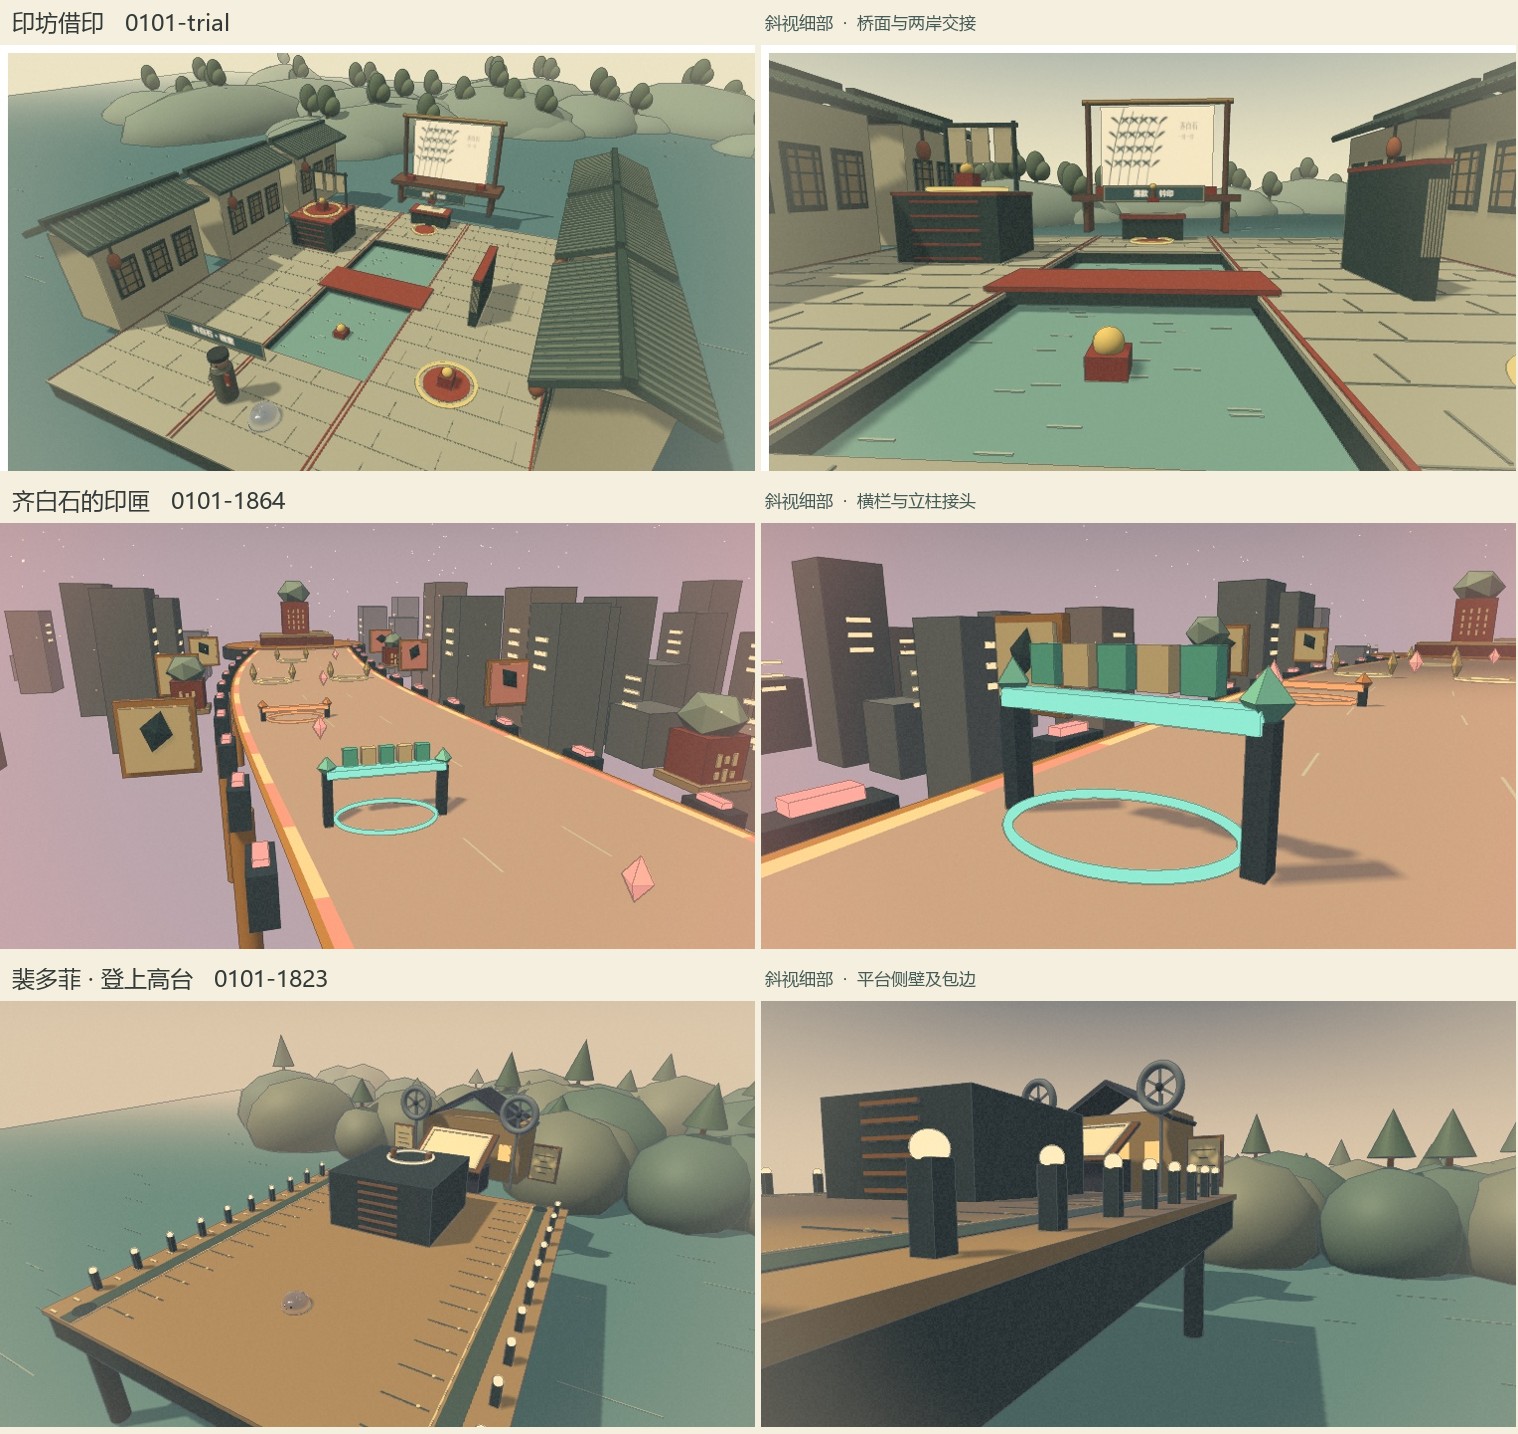 印坊借印 0101-trial
斜视细部 · 桥面与两岸交接
齐白石的印匣 0101-1864
斜视细部 · 横栏与立柱接头
裴多菲 · 登上高台 0101-1823
斜视细部 · 平台侧壁及包边